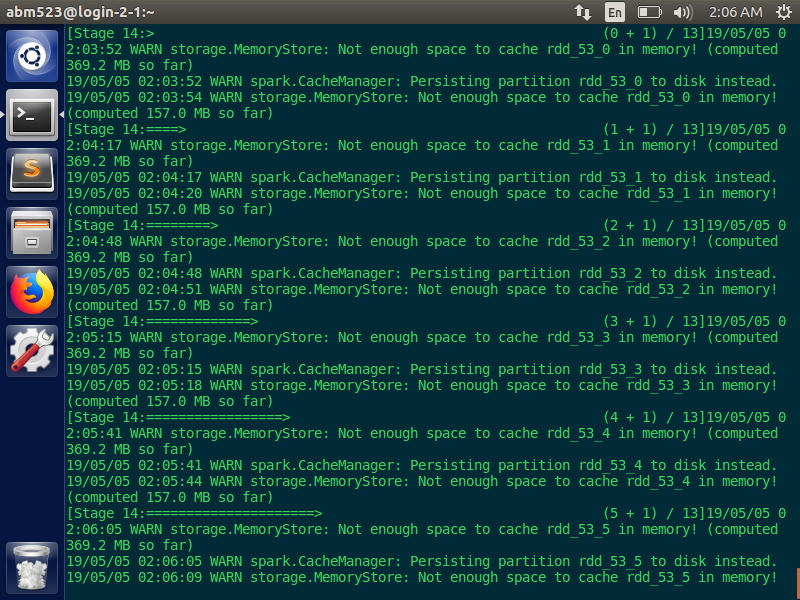 abm523@login-2-1:~
En
2:06 AM
[Stage 14:> (0 + 1) / 13]19/05/05 0
2:03:52 WARN storage.MemoryStore: Not enough space to cache rdd_53_0 in memory! (computed
369.2 MB so far)
19/05/05 02:03:52 WARN spark.CacheManager: Persisting partition rdd_53_0 to disk instead.
19/05/05 02:03:54 WARN storage.MemoryStore: Not enough space to cache rdd_53_0 in memory!
(computed 157.0 MB so far)
[Stage 14:====> (1 + 1) / 13]19/05/05 0
2:04:17 WARN storage.MemoryStore: Not enough space to cache rdd_53_1 in memory! (computed
369.2 MB so far)
19/05/05 02:04:17 WARN spark.CacheManager: Persisting partition rdd_53_1 to disk instead.
19/05/05 02:04:20 WARN storage.MemoryStore: Not enough space to cache rdd_53_1 in memory!
(computed 157.0 MB so far)
[Stage 14:========> (2 + 1) / 13]19/05/05 0
2:04:48 WARN storage.MemoryStore: Not enough space to cache rdd_53_2 in memory! (computed
369.2 MB so far)
19/05/05 02:04:48 WARN spark.CacheManager: Persisting partition rdd_53_2 to disk instead.
19/05/05 02:04:51 WARN storage.MemoryStore: Not enough space to cache rdd_53_2 in memory!
(computed 157.0 MB so far)
[Stage 14:=============> (3 + 1) / 13]19/05/05 0
2:05:15 WARN storage.MemoryStore: Not enough space to cache rdd_53_3 in memory! (computed
369.2 MB so far)
19/05/05 02:05:15 WARN spark.CacheManager: Persisting partition rdd_53_3 to disk instead.
19/05/05 02:05:18 WARN storage.MemoryStore: Not enough space to cache rdd_53_3 in memory!
(computed 157.0 MB so far)
[Stage 14:=================> (4 + 1) / 13]19/05/05 0
2:05:41 WARN storage.MemoryStore: Not enough space to cache rdd_53_4 in memory! (computed
369.2 MB so far)
19/05/05 02:05:41 WARN spark.CacheManager: Persisting partition rdd_53_4 to disk instead.
19/05/05 02:05:44 WARN storage.MemoryStore: Not enough space to cache rdd_53_4 in memory!
(computed 157.0 MB so far)
[Stage 14:=====================> (5 + 1) / 13]19/05/05 0
2:06:05 WARN storage.MemoryStore: Not enough space to cache rdd_53_5 in memory! (computed
369.2 MB so far)
19/05/05 02:06:05 WARN spark.CacheManager: Persisting partition rdd_53_5 to disk instead.
19/05/05 02:06:09 WARN storage.MemoryStore: Not enough space to cache rdd_53_5 in memory!